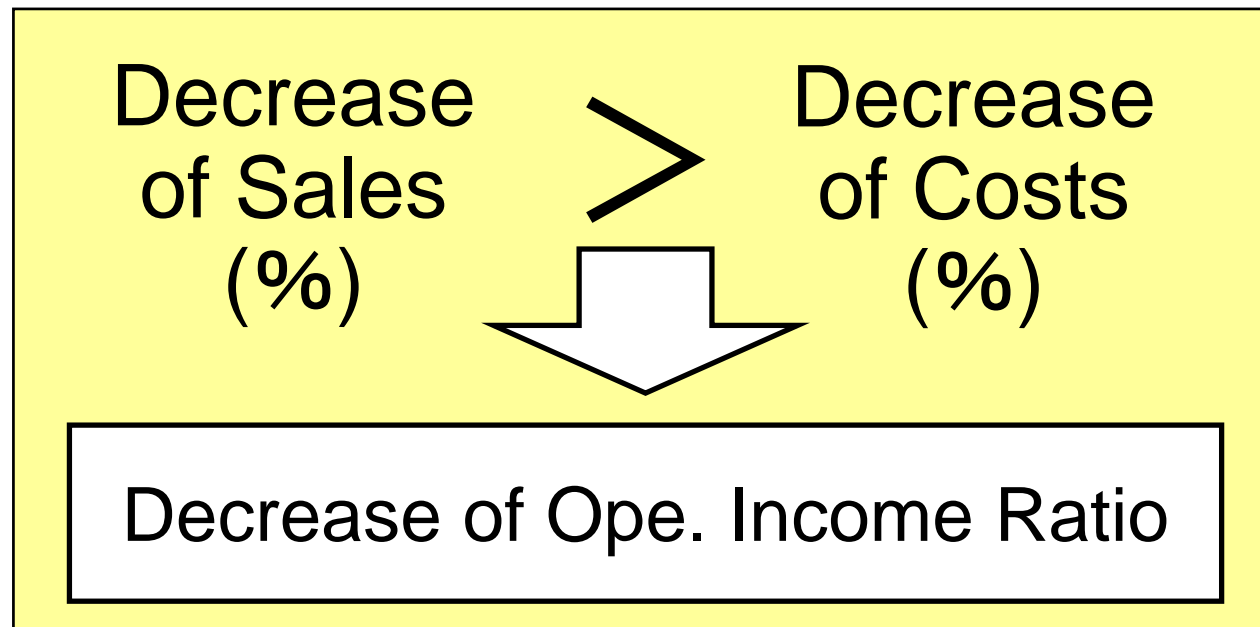 Decrease
of Sales
(%)
>
Decrease
of Costs
(%)
Decrease of Ope. Income Ratio